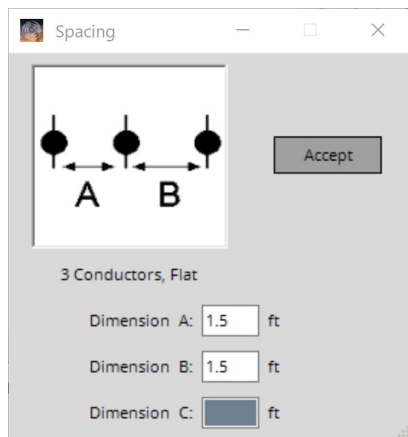 Spacing
A B
Accept
3 Conductors, Flat
Dimension A: 1.5 ft
Dimension B: 1.5 ft
Dimension C: ft